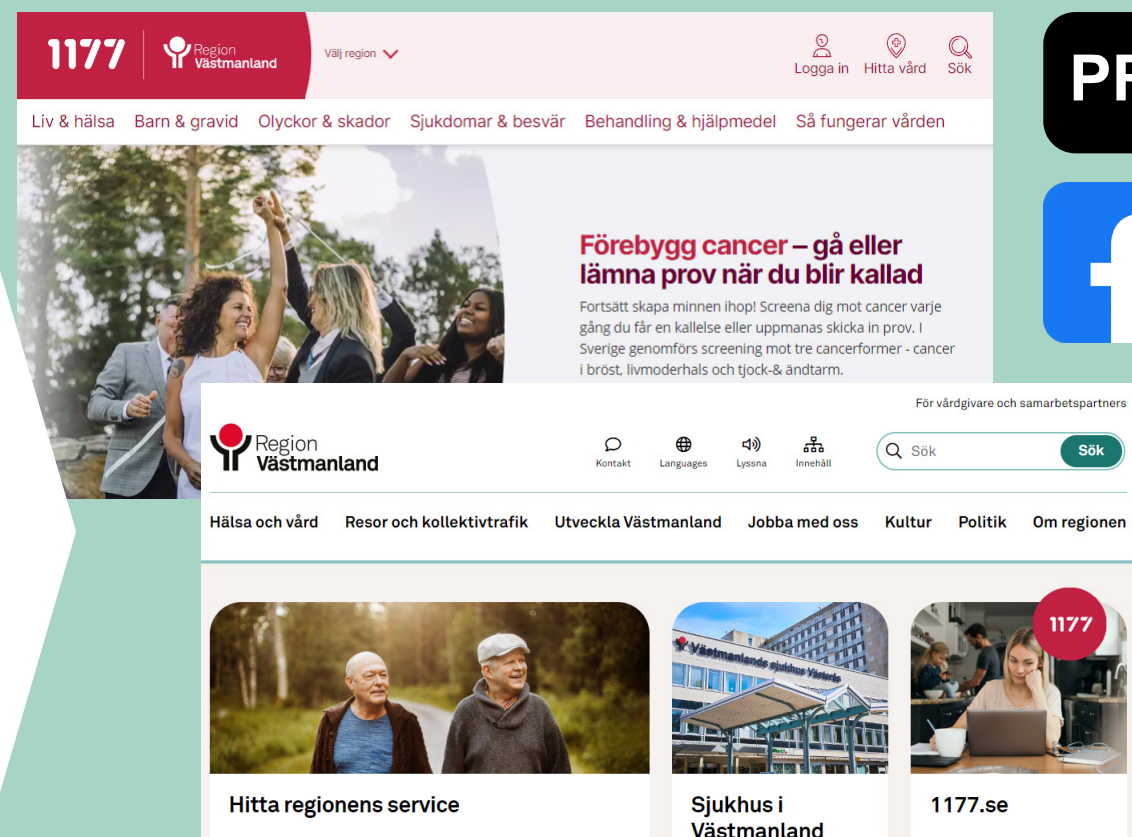 1177
Region
Västmanland
Välj region
Logga in
Hitta vård
Sök
Liv & hälsa
Barn & gravid
Olyckor & skador
Sjukdomar & besvär
Behandling & hjälpmedel
Så fungerar vården
Förebygg cancer – gå eller
lämna prov när du blir kallad
Fortsätt skapa minnen ihop! Screena dig mot cancer varje
gång du får en kallelse eller uppmanas skicka in prov. I
Sverige genomförs screening mot tre cancerformer - cancer
i bröst, livmoderhals och tjock-& ändtarm.
PR
f
För vårdgivare och samarbetspartners
Region
Västmanland
Kontakt
Languages
Lyssna
Innehåll
Sök
Sök
Hälsa och vård
Resor och kollektivtrafik
Utveckla Västmanland
Jobba med oss
Kultur
Politik
Om regionen
Västmanlands sjukhus Västerås
1177
Hitta regionens service
Sjukhus i
Västmanland
1177.se